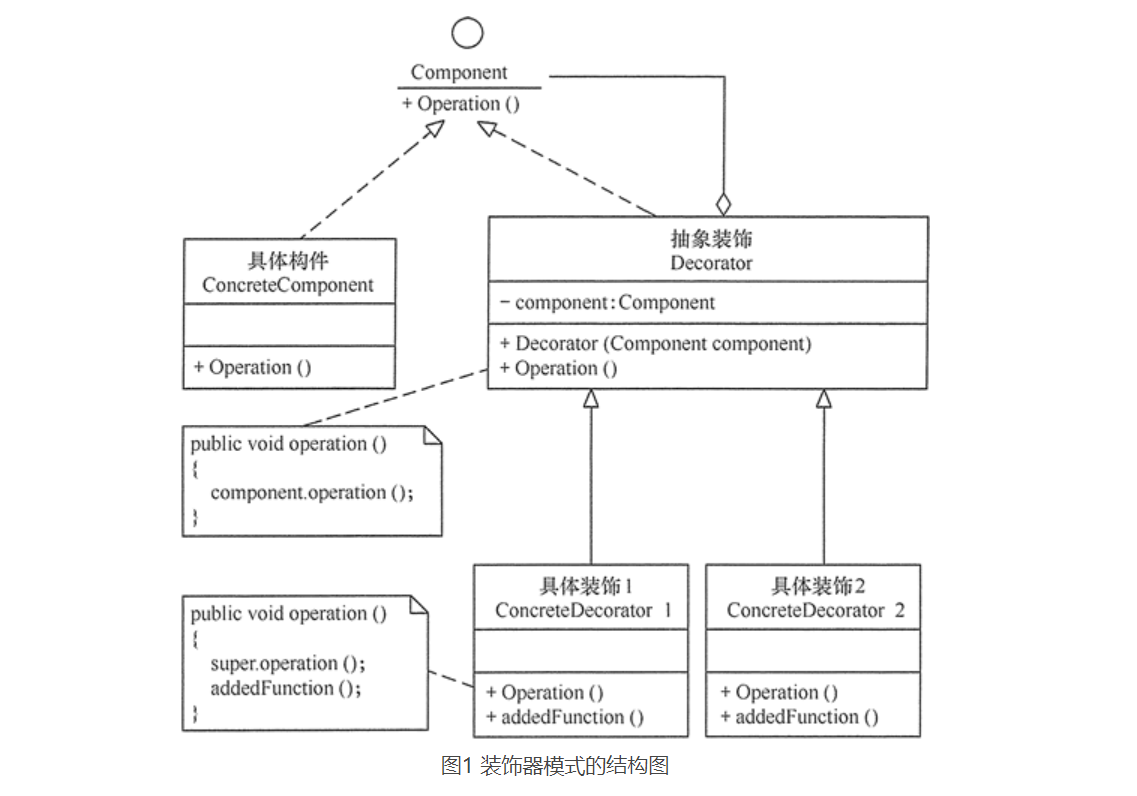 Component
+ Operation ()
具体构件
ConcreteComponent
+ Operation ()
抽象装饰
Decorator
- component:Component
+ Decorator (Component component)
+ Operation ()
public void operation ()
{
component.operation ();
}
具体装饰1
ConcreteDecorator 1
+ Operation ()
+ addedFunction ()
具体装饰2
ConcreteDecorator 2
+ Operation ()
+ addedFunction ()
public void operation ()
{
super.operation ();
addedFunction ();
}
图1 装饰器模式的结构图